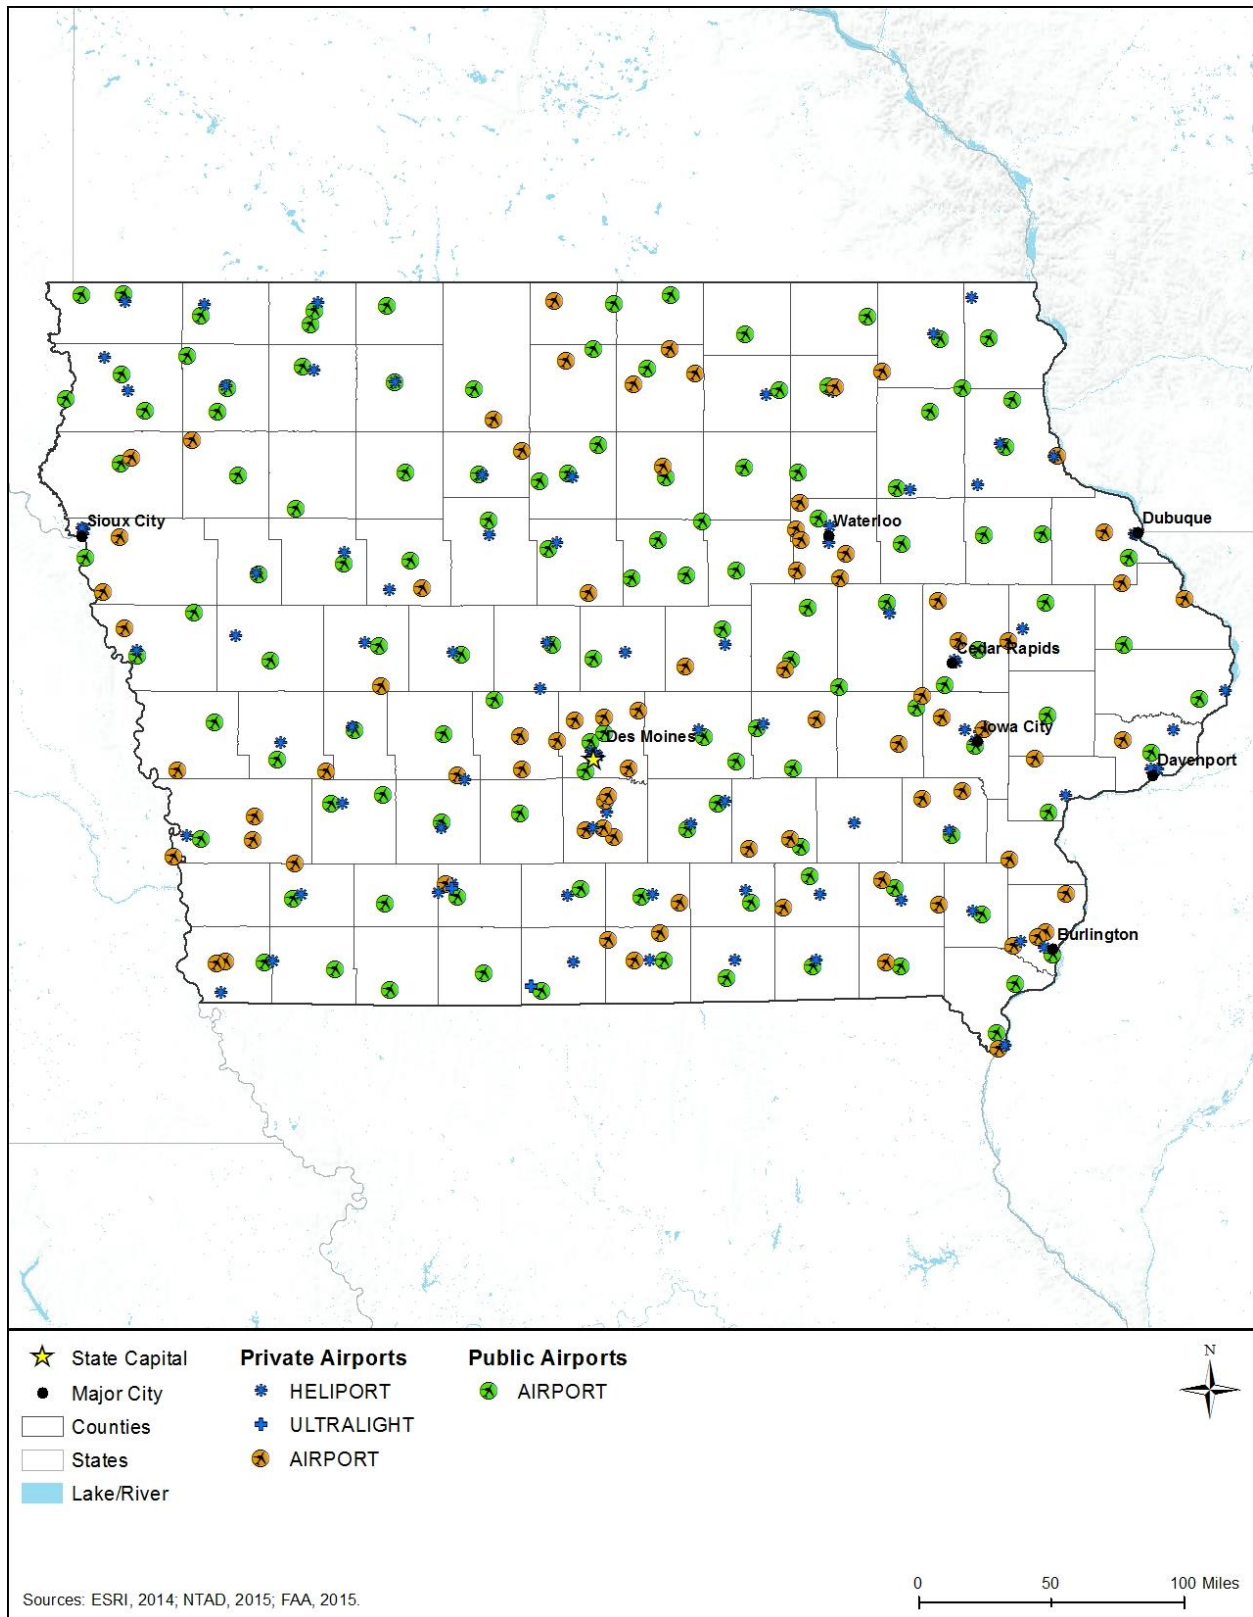 Sioux City
Waterloo
Dubuque
Cedar Rapids
Iowa City
Des Moines
Davenport
Burlington
State Capital
Major City
Counties
States
Lake/River
Private Airports
HELIPORT
ULTRALIGHT
AIRPORT
Public Airports
AIRPORT
N
0 50 100 Miles
Sources: ESRI, 2014; NTAD, 2015; FAA, 2015.